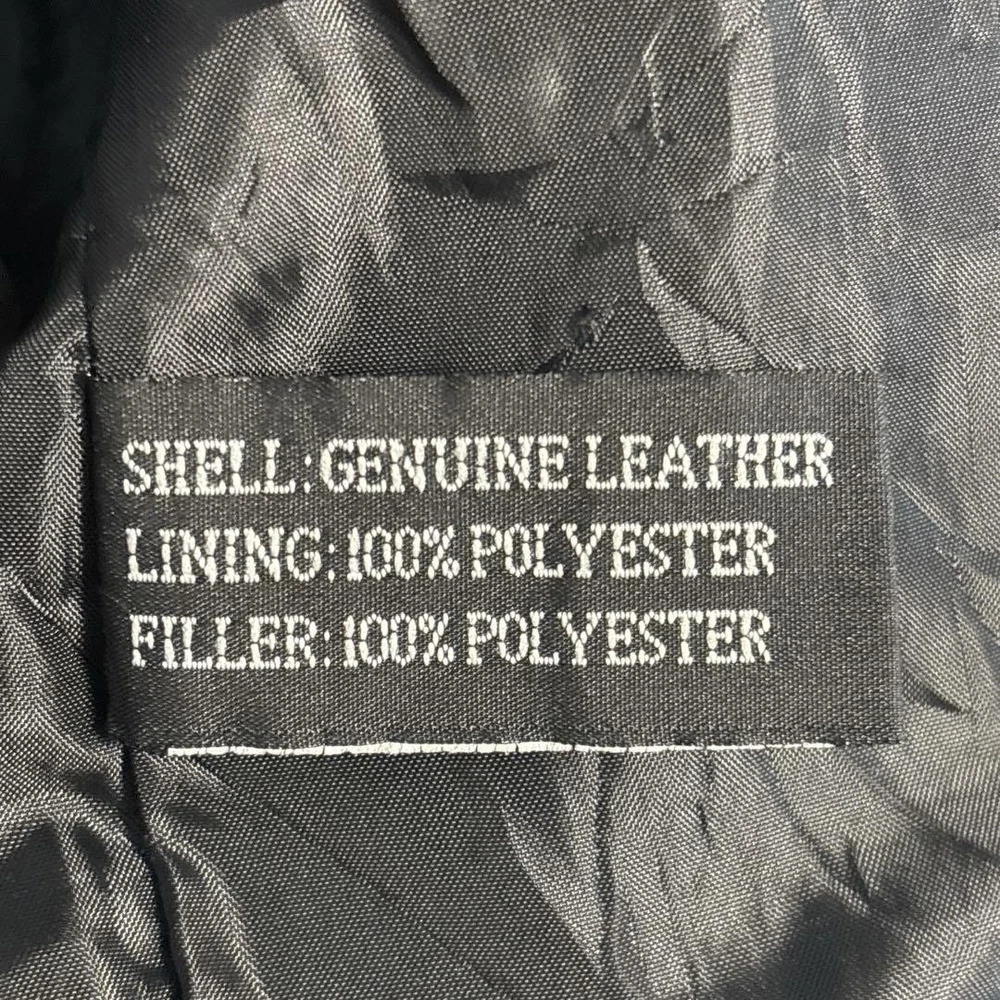 SHELL:GENUINE LEATHER
LINING:100% POLYESTER
FILLER:100% POLYESTER